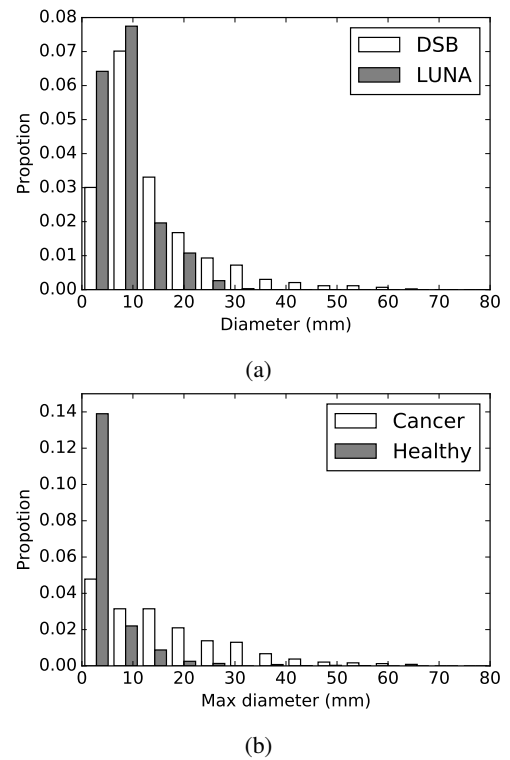 0.08
0.07
0.06
0.05
0.04
0.03
0.02
0.01
0.00
Propotion
DSB
LUNA
0 10 20 30 40 50 60 70 80
Diameter (mm)
(a)
0.14
0.12
0.10
0.08
0.06
0.04
0.02
0.00
Propotion
Cancer
Healthy
0 10 20 30 40 50 60 70 80
Max diameter (mm)
(b)